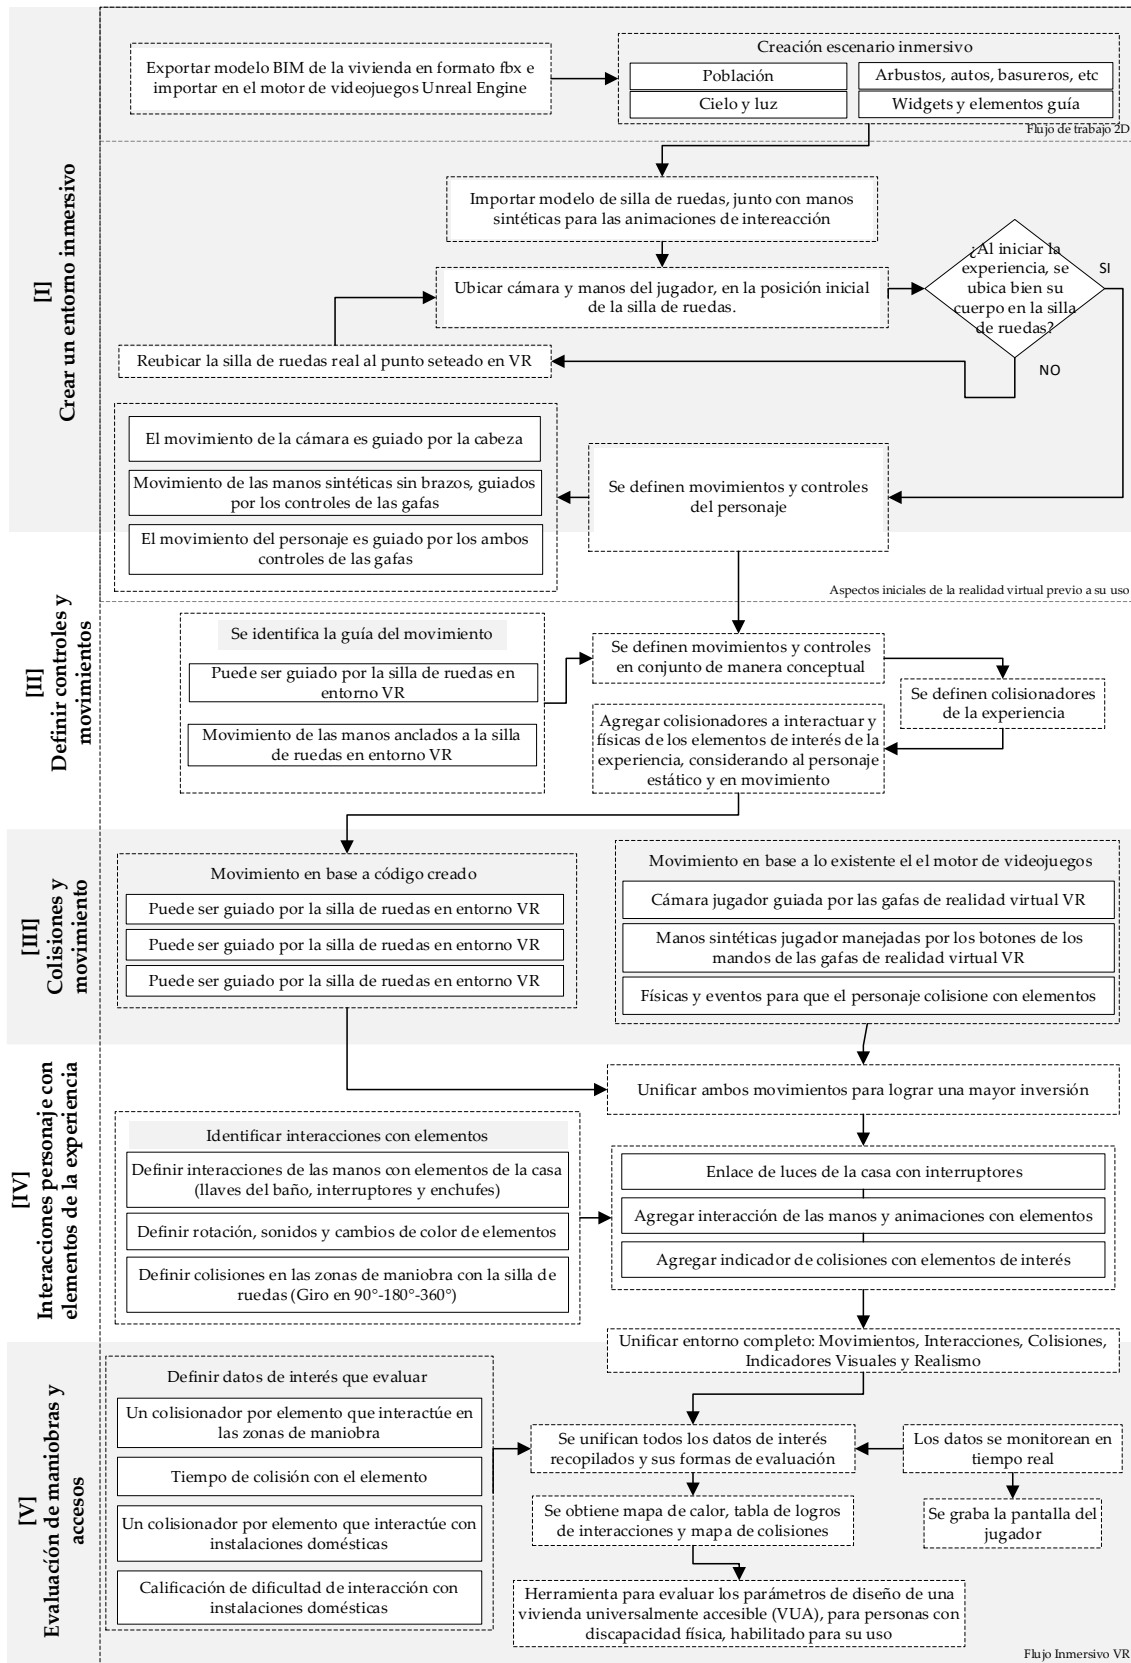 [I]
Crear un entorno inmersivo
Exportar modelo BIM de la vivienda en formato fbx e
importar en el motor de videojuegos Unreal Engine
Creación escenario inmersivo
Población
Arbustos, autos, basureros, etc
Cielo y luz
Widgets y elementos guía
Flujo de trabajo 2D
Importar modelo de silla de ruedas, junto con manos
sintéticas para las animaciones de intereacción
Ubicar cámara y manos del jugador, en la posición inicial
de la silla de ruedas.
¿Al iniciar la
experiencia, se
ubica bien su
cuerpo en la silla
de ruedas?
SI
NO
Reubicar la silla de ruedas real al punto seteado en VR
El movimiento de la cámara es guiado por la cabeza
Movimiento de las manos sintéticas sin brazos, guiados
por los controles de las gafas
El movimiento del personaje es guiado por los ambos
controles de las gafas
Se definen movimientos y controles
del personaje
Aspectos iniciales de la realidad virtual previo a su uso
[II]
Definir controles y
movimientos
Se identifica la guía del movimiento
Puede ser guiado por la silla de ruedas en
entorno VR
Movimiento de las manos anclados a la silla
de ruedas en entorno VR
Se definen movimientos y controles
en conjunto de manera conceptual
Se definen colisionadores
de la experiencia
Agregar colisionadores a interactuar y
físicas de los elementos de interés de la
experiencia, considerando al personaje
estático y en movimiento
[III]
Colisiones y
movimiento
Movimiento en base a código creado
Puede ser guiado por la silla de ruedas en entorno VR
Puede ser guiado por la silla de ruedas en entorno VR
Puede ser guiado por la silla de ruedas en entorno VR
Movimiento en base a lo existente el el motor de videojuegos
Cámara jugador guiada por las gafas de realidad virtual VR
Manos sintéticas jugador manejadas por los botones de los
mandos de las gafas de realidad virtual VR
Físicas y eventos para que el personaje colisione con elementos
[IV]
Interacciones personaje con
elementos de la experiencia
Unificar ambos movimientos para lograr una mayor inversión
Identificar interacciones con elementos
Definir interacciones de las manos con elementos de la casa
(llaves del baño, interruptores y enchufes)
Definir rotación, sonidos y cambios de color de elementos
Definir colisiones en las zonas de maniobra con la silla de
ruedas (Giro en 90°-180°-360°)
Enlace de luces de la casa con interruptores
Agregar interacción de las manos y animaciones con elementos
Agregar indicador de colisiones con elementos de interés
Unificar entorno completo: Movimientos, Interacciones, Colisiones,
Indicadores Visuales y Realismo
[V]
Evaluación de maniobras y
accesos
Definir datos de interés que evaluar
Un colisionador por elemento que interactúe en
las zonas de maniobra
Tiempo de colisión con el elemento
Un colisionador por elemento que interactúe con
instalaciones domésticas
Calificación de dificultad de interacción con
instalaciones domésticas
Se unifican todos los datos de interés
recopilados y sus formas de evaluación
Los datos se monitorean en
tiempo real
Se graba la pantalla del
jugador
Se obtiene mapa de calor, tabla de logros
de interacciones y mapa de colisiones
Herramienta para evaluar los parámetros de diseño de una
vivienda universalmente accesible (VUA), para personas con
discapacidad física, habilitado para su uso
Flujo Inmersivo VR